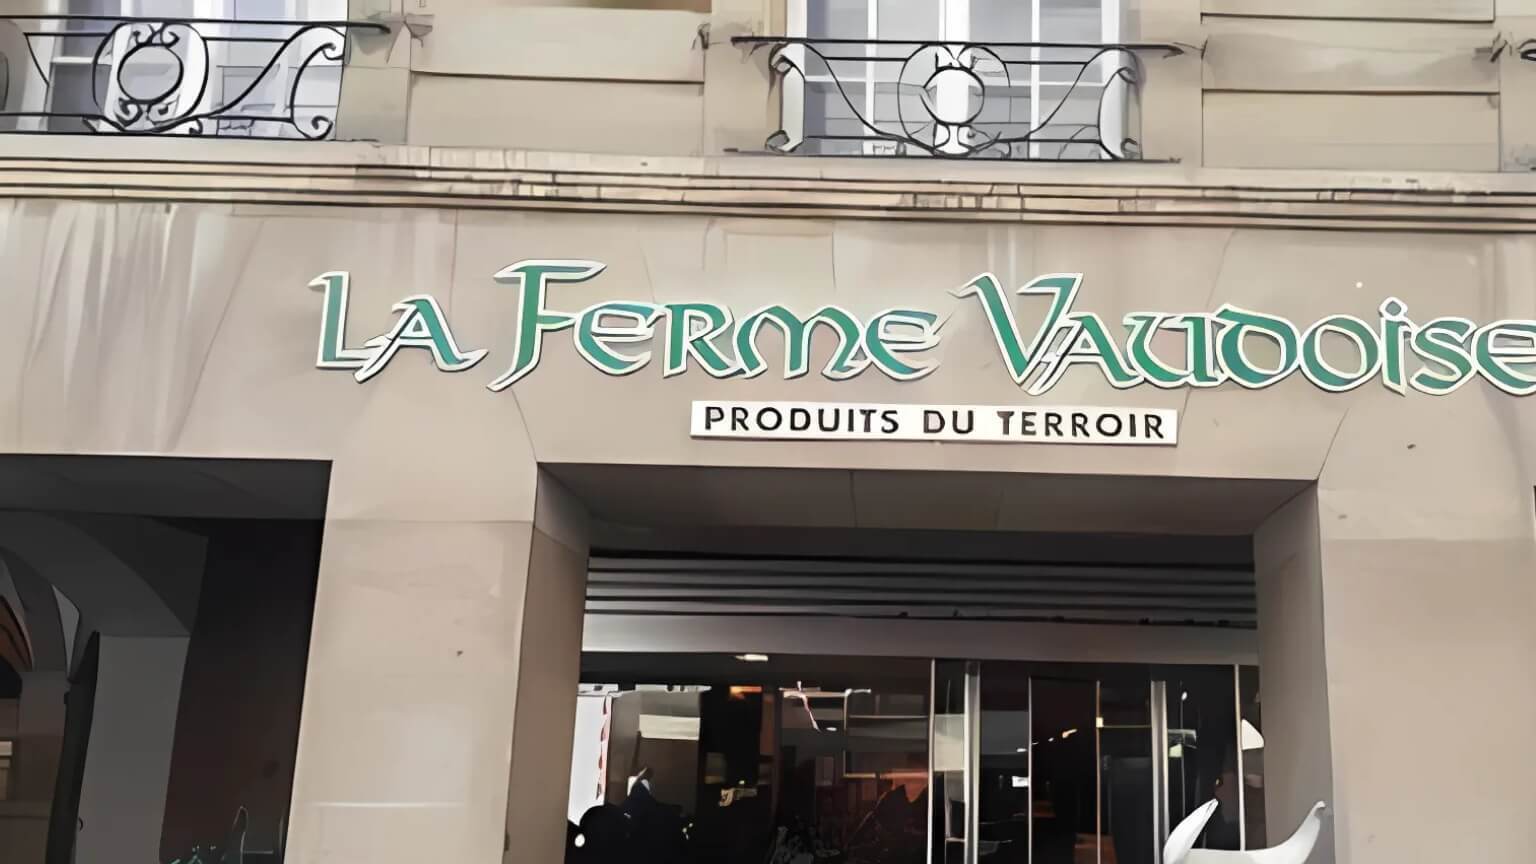 LA FERME VAUDOISE
PRODUITS DU TERROIR